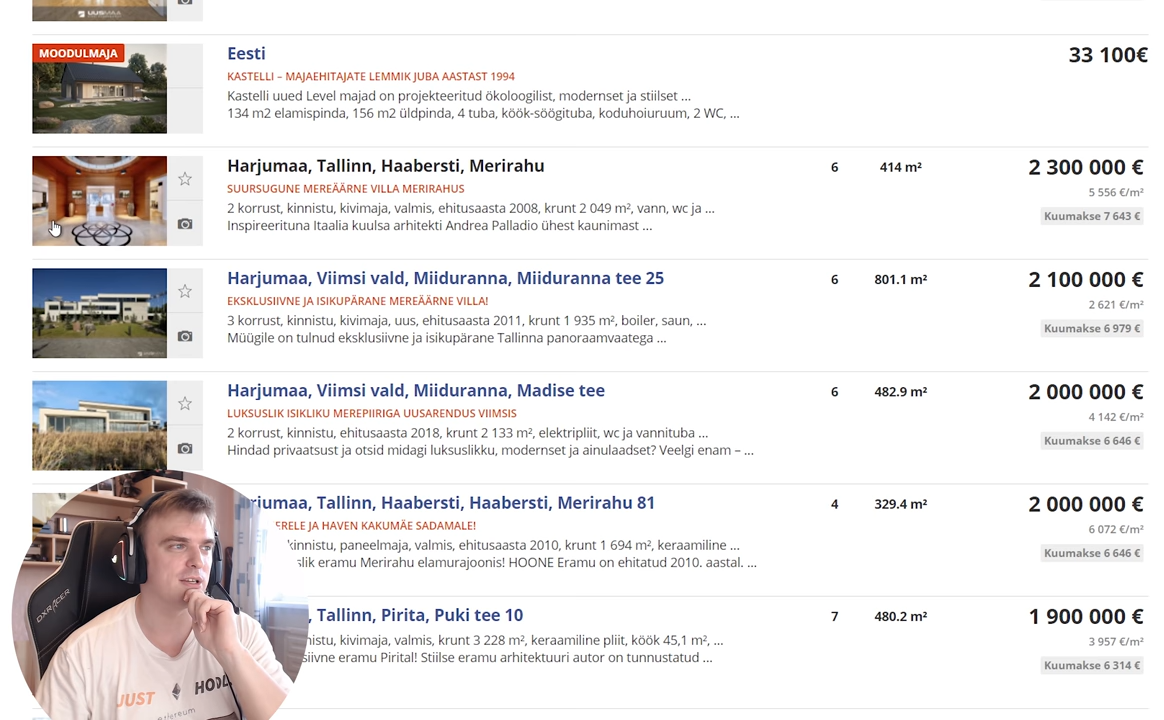 UUSMAA
MOODULMAJA
Eesti
33 100€
KASTELLI – MAJAEHITAJATE LEMMIK JUBA AASTAST 1994
Kastelli uued Level majad on projekteeritud ökoloogilist, modernset ja stiilset ...
134 m2 elamispinda, 156 m2 üldpinda, 4 tuba, köök-söögituba, koduhoiuruum, 2 WC, ...
Harjumaa, Tallinn, Haabersti, Merirahu
6
414 m²
2 300 000 €
SUURSUGUNE MEREÄÄRNE VILLA MERIRAHUS
5 556 €/m²
2 korrust, kinnistu, kivimaja, valmis, ehitusaasta 2008, krunt 2 049 m², vann, wc ja ...
Kuumakse 7 643 €
Inspireerituna Itaalia kuulsa arhitekti Andrea Palladio ühest kaunimast ...
Harjumaa, Viimsi vald, Miiduranna, Miiduranna tee 25
6
801.1 m²
2 100 000 €
EKSKLUSIIVNE JA ISIKUPÄRANE MEREÄÄRNE VILLA!
2 621 €/m²
3 korrust, kinnistu, kivimaja, uus, ehitusaasta 2011, krunt 1 935 m², boiler, saun, ...
Kuumakse 6 979 €
Müügile on tulnud eksklusiivne ja isikupärane Tallinna panoraamvaatega ...
Harjumaa, Viimsi vald, Miiduranna, Madise tee
6
482.9 m²
2 000 000 €
LUKSUSLIK ISIKLIKU MEREPIIRIGA UUSARENDUS VIIMSIS
4 142 €/m²
2 korrust, kinnistu, ehitusaasta 2018, krunt 2 133 m², elektripliit, wc ja vannituba ...
Kuumakse 6 646 €
Hindad privaatsust ja otsid midagi luksuslikku, modernset ja ainulaadset? Veelgi enam – ...
rjumaa, Tallinn, Haabersti, Haabersti, Merirahu 81
4
329.4 m²
2 000 000 €
ERELE JA HAVEN KAKUMÄE SADAMALE!
6 072 €/m²
kinnistu, paneelmaja, valmis, ehitusaasta 2010, krunt 1 694 m², keraamiline ...
Kuumakse 6 646 €
slik eramu Merirahu elamurajoonis! HOONE Eramu on ehitatud 2010. aastal. ...
, Tallinn, Pirita, Puki tee 10
7
480.2 m²
1 900 000 €
nistu, kivimaja, valmis, krunt 3 228 m², keraamiline pliit, köök 45,1 m², ...
3 957 €/m²
siivne eramu Pirital! Stiilse eramu arhitektuuri autor on tunnustatud ...
Kuumakse 6 314 €
DXRACER
JUST HODL
ethereum